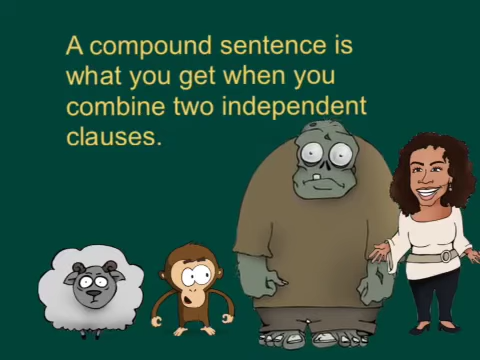 A compound sentence is
what you get when you
combine two independent
clauses.